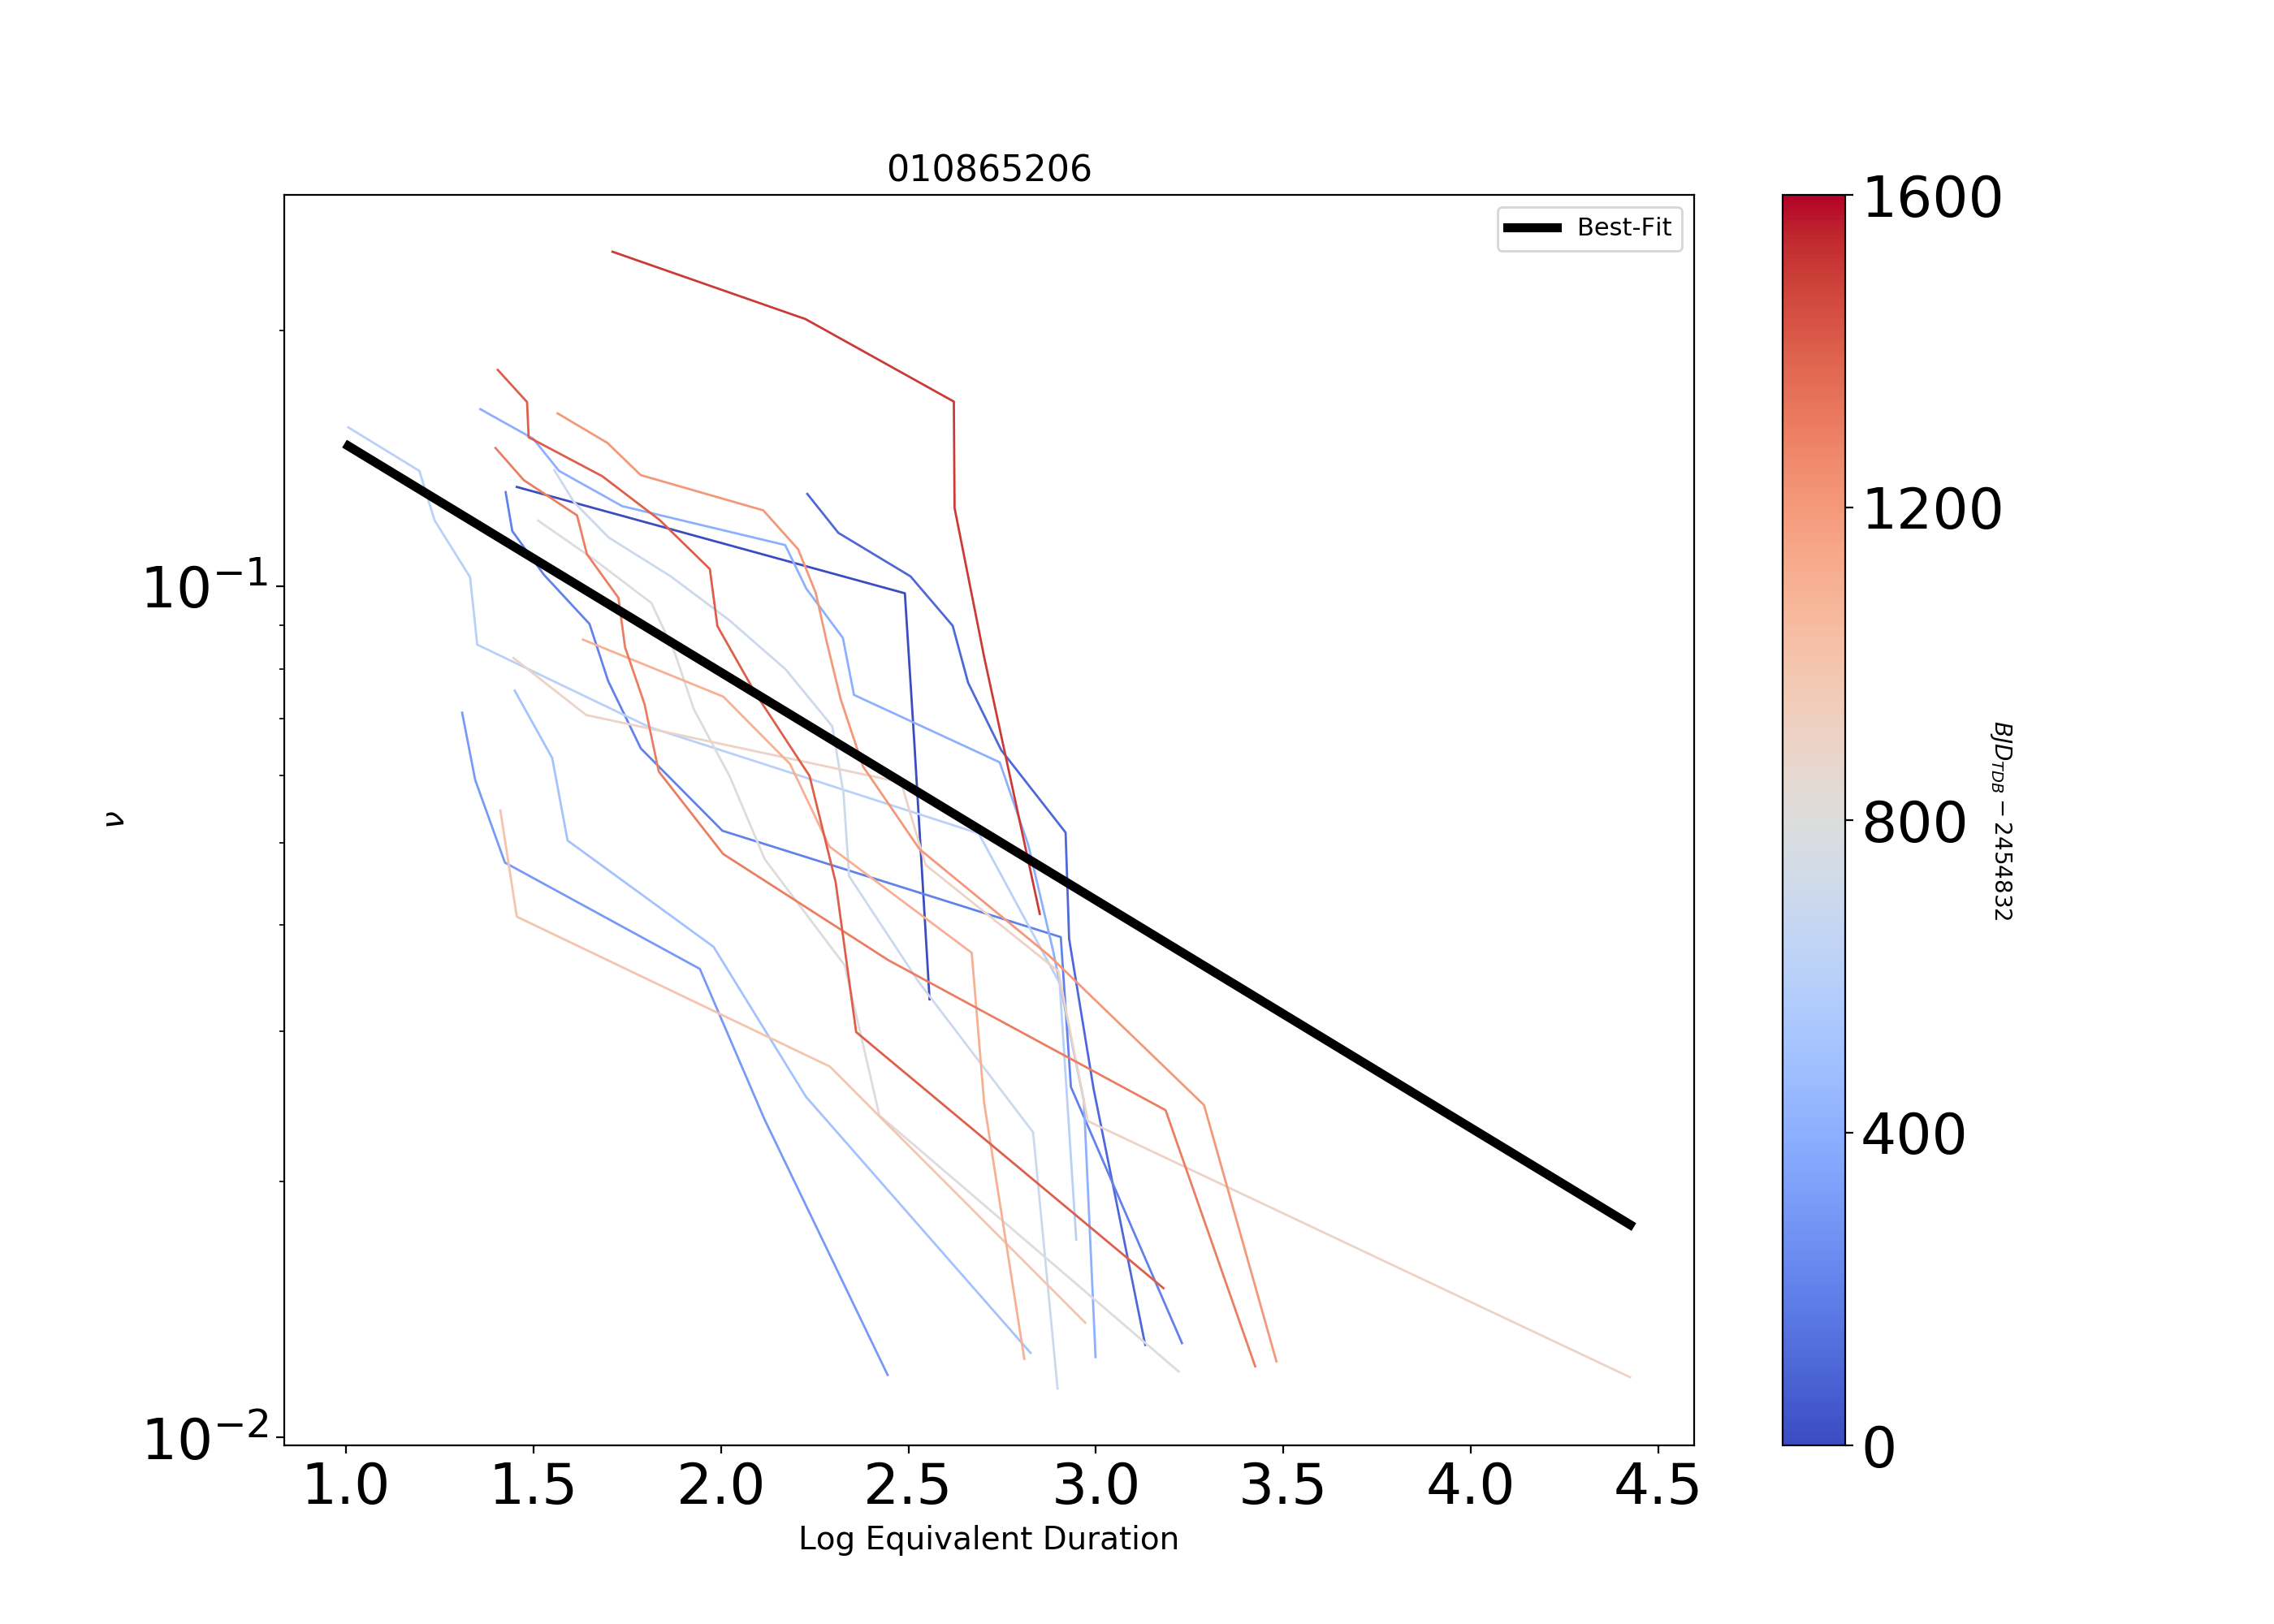 010865206
Best-Fit
10⁻¹
10⁻²
ν
1.0 1.5 2.0 2.5 3.0 3.5 4.0 4.5
Log Equivalent Duration
1600
1200
800
400
0
BJD_TDB − 2454832